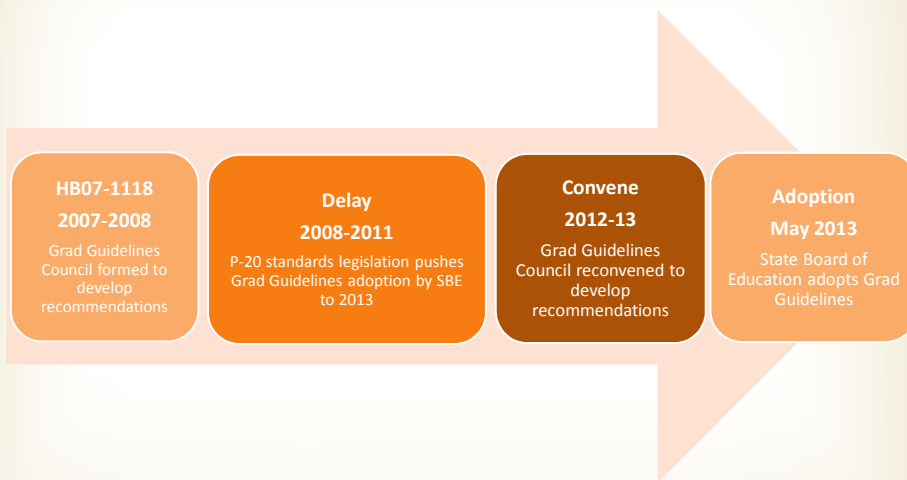 HB07-1118
2007-2008
Grad Guidelines
Council formed to
develop
recommendations
Delay
2008-2011
P-20 standards legislation pushes
Grad Guidelines adoption by SBE
to 2013
Convene
2012-13
Grad Guidelines
Council reconvened to
develop
recommendations
Adoption
May 2013
State Board of
Education adopts Grad
Guidelines